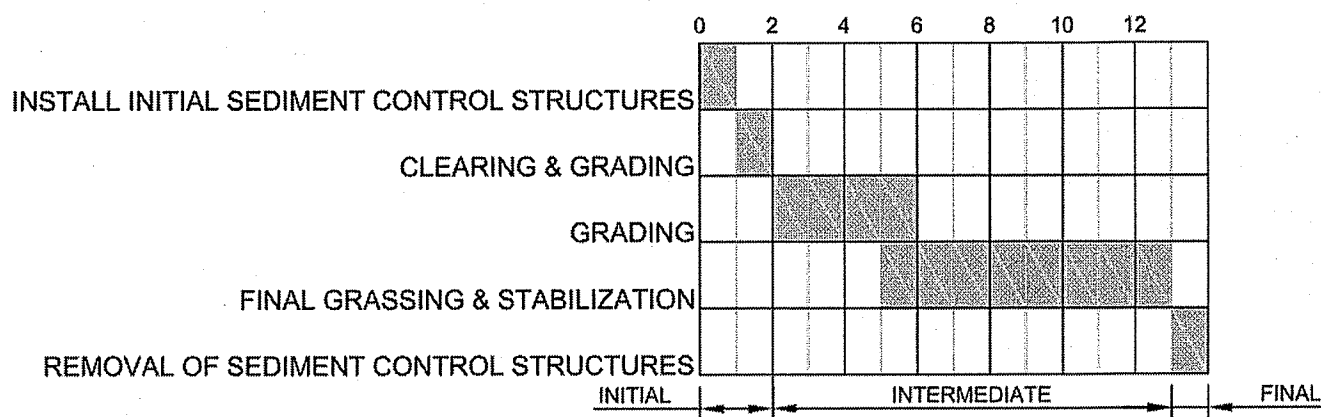 0 2 4 6 8 10 12
INSTALL INITIAL SEDIMENT CONTROL STRUCTURES
CLEARING & GRADING
GRADING
FINAL GRASSING & STABILIZATION
REMOVAL OF SEDIMENT CONTROL STRUCTURES
INITIAL INTERMEDIATE FINAL